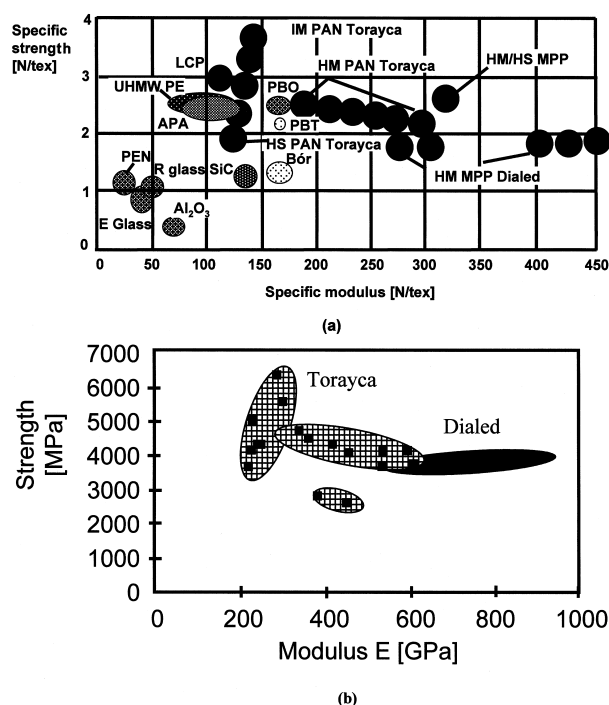 Specific
strength
[N/tex]
4
3
2
1
0
IM PAN Torayca
HM/HS MPP
LCP
HM PAN Torayca
UHMW PE
PBO
APA
PBT
HS PAN Torayca
PEN
R glass SiC
Bór
HM MPP Dialed
E Glass
Al₂O₃
0 50 100 150 200 250 300 350 400 450
Specific modulus [N/tex]
(a)
7000
6000
5000
4000
3000
2000
1000
0
Strength
[MPa]
Torayca
Dialed
0 200 400 600 800 1000
Modulus E [GPa]
(b)